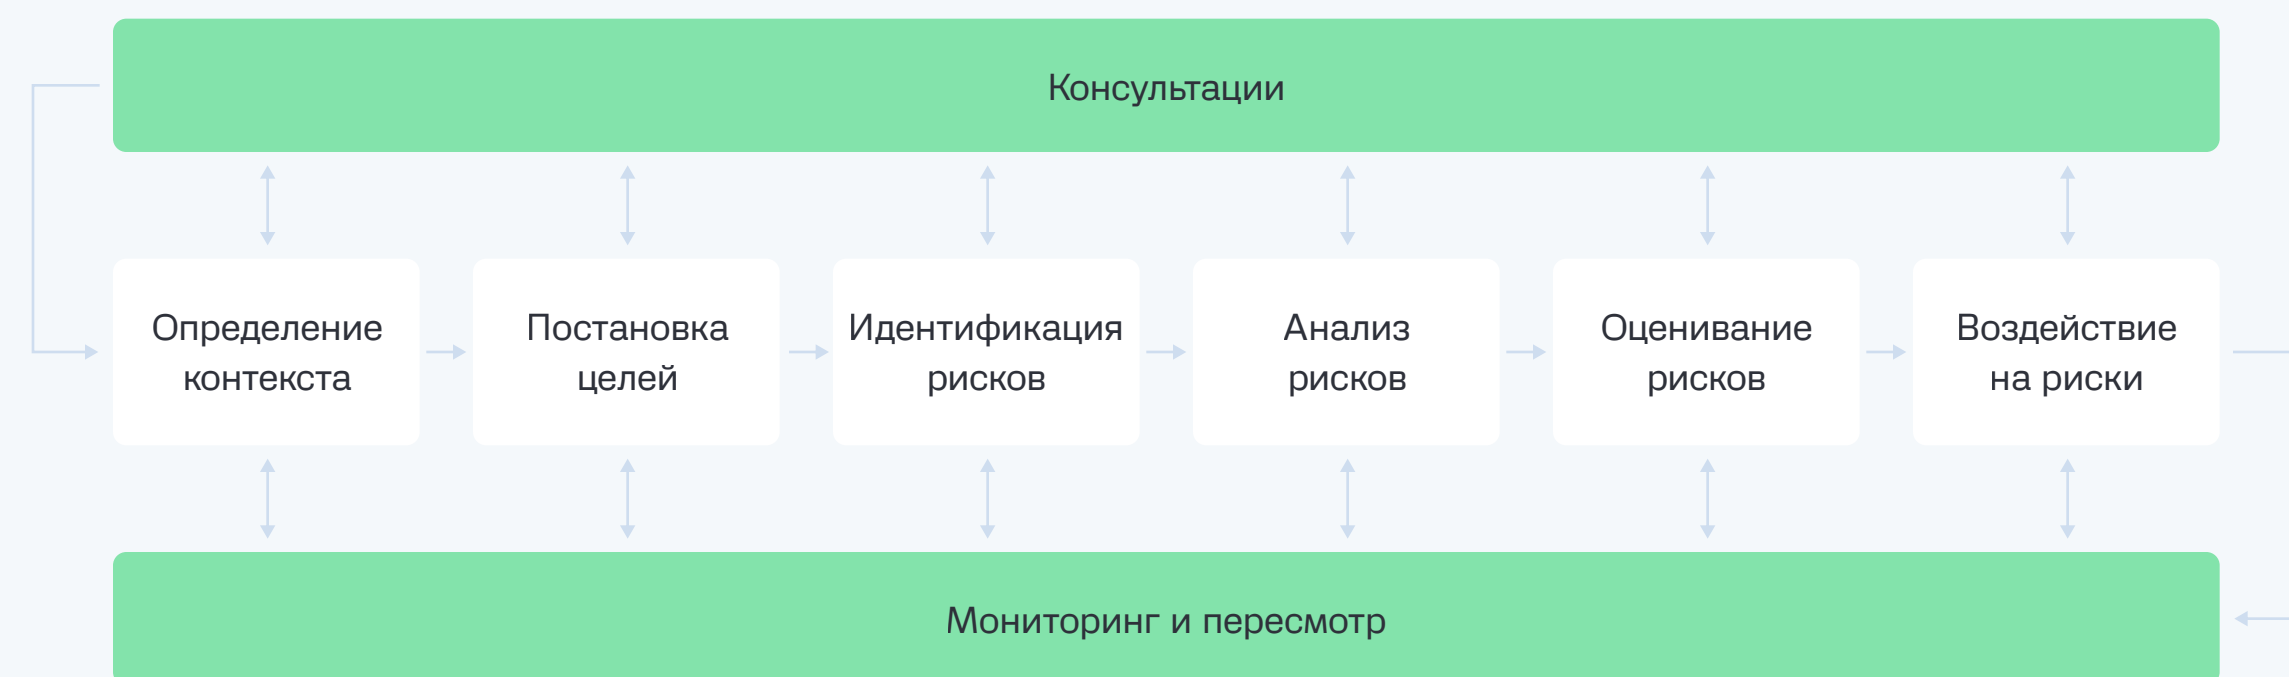 Консультации
Определение
контекста
Постановка
целей
Идентификация
рисков
Анализ
рисков
Оценивание
рисков
Воздействие
на риски
Мониторинг и пересмотр